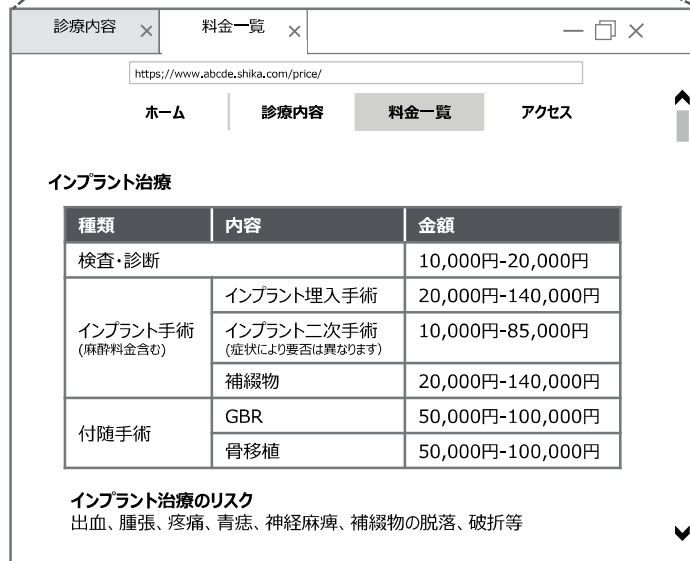 診療内容
料金一覧
https://www.abcde.shika.com/price/
ホーム 診療内容 料金一覧 アクセス
インプラント治療
種類 内容 金額
検査・診断 10,000円-20,000円
インプラント手術
(麻酔料金含む)
インプラント埋入手術 20,000円-140,000円
インプラント二次手術 10,000円-85,000円
(症状により要否は異なります)
補綴物 20,000円-140,000円
付随手術
GBR 50,000円-100,000円
骨移植 50,000円-100,000円
インプラント治療のリスク
出血、腫張、疼痛、青痣、神経麻痺、補綴物の脱落、破折等